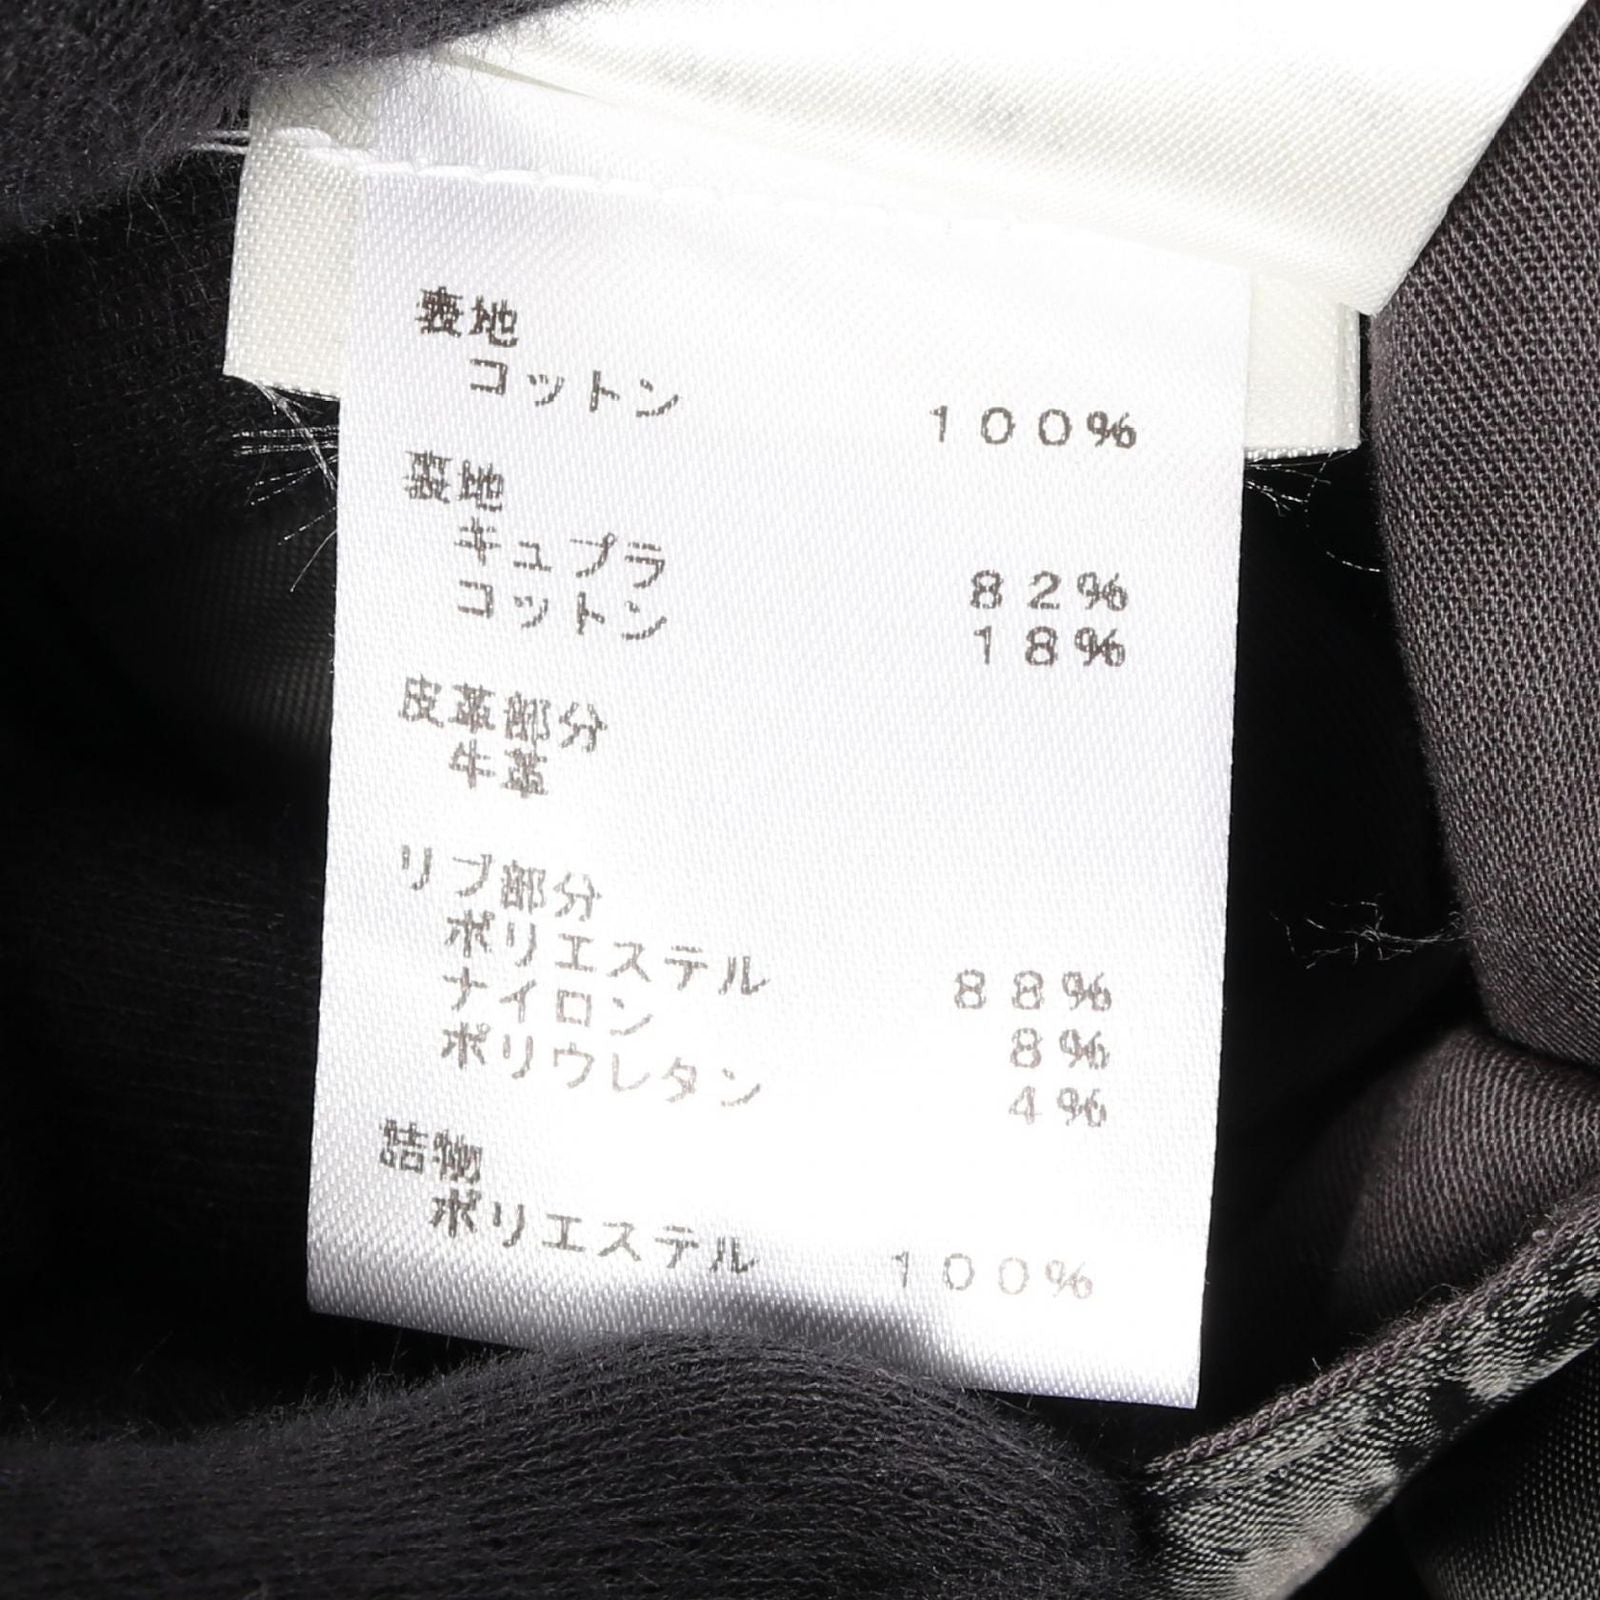 表地
コットン 100%
裏地
キュプラ 82%
コットン 18%
皮革部分
牛革
リブ部分
ポリエステル 88%
ナイロン 8%
ポリウレタン 4%
詰物
ポリエステル 100%